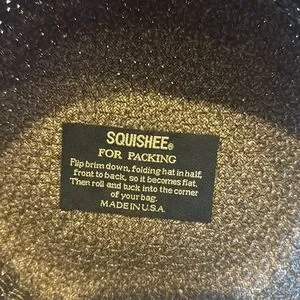 SQUISHEE®
FOR PACKING
Flip brim down, folding hat in half,
front to back, so it becomes flat.
Then roll and tuck into the corner
of your bag.
MADE IN U.S.A.